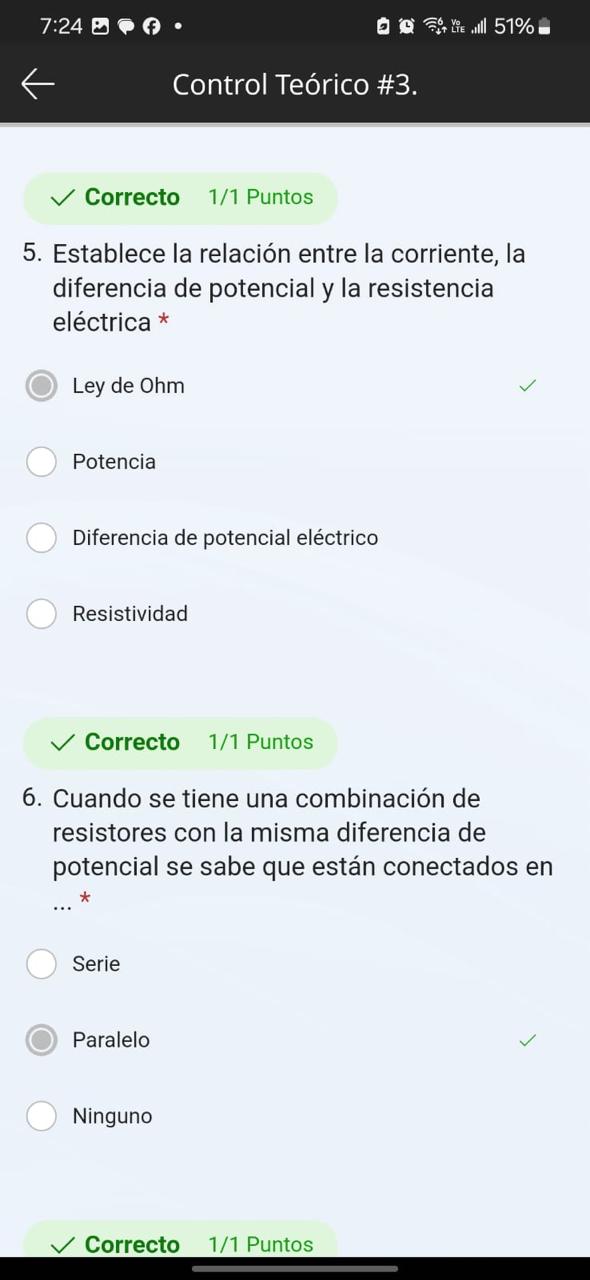 7:24
Vo
LTE
51%
Control Teórico #3.
Correcto 1/1 Puntos
5. Establece la relación entre la corriente, la
diferencia de potencial y la resistencia
eléctrica *
Ley de Ohm
Potencia
Diferencia de potencial eléctrico
Resistividad
Correcto 1/1 Puntos
6. Cuando se tiene una combinación de
resistores con la misma diferencia de
potencial se sabe que están conectados en
... *
Serie
Paralelo
Ninguno
Correcto 1/1 Puntos